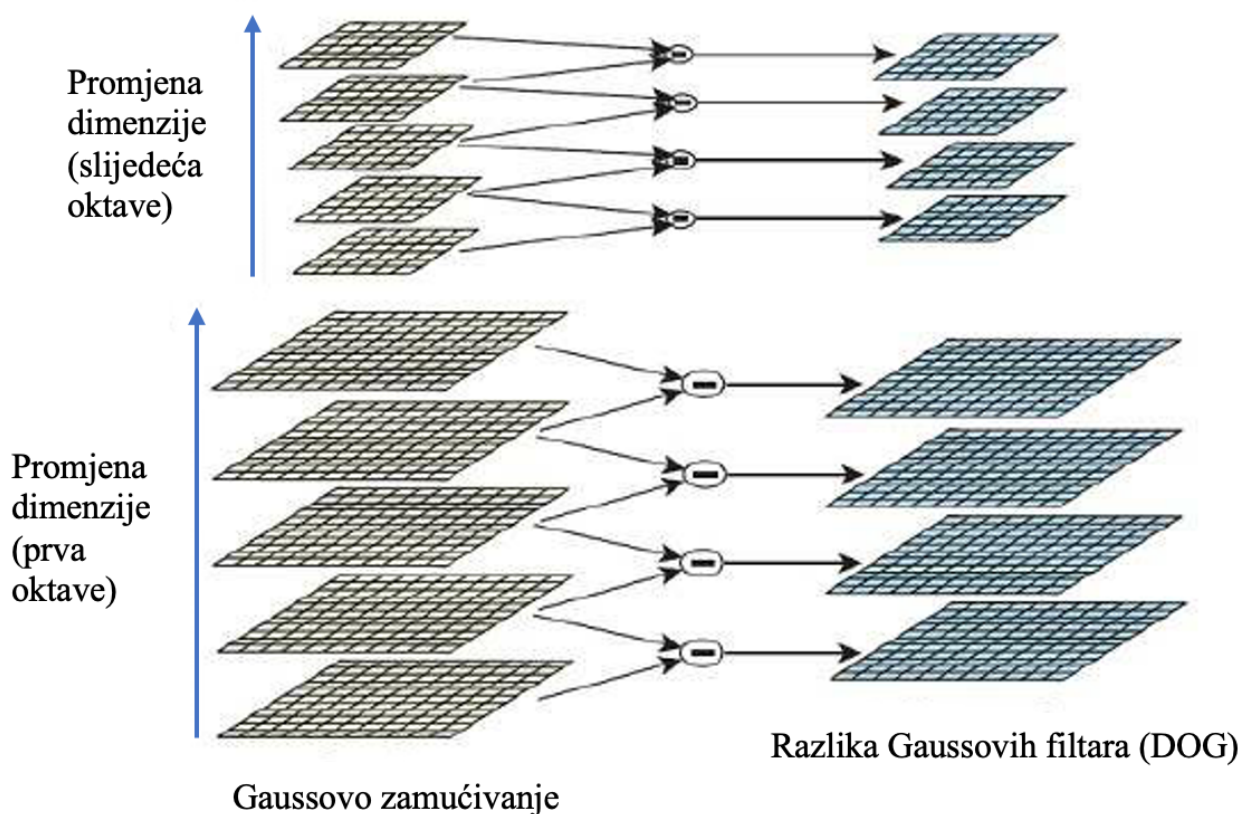 Promjena
dimenzije
(slijedeća
oktave)
Promjena
dimenzije
(prva
oktave)
Razlika Gaussovih filtara (DOG)
Gaussovo zamućivanje